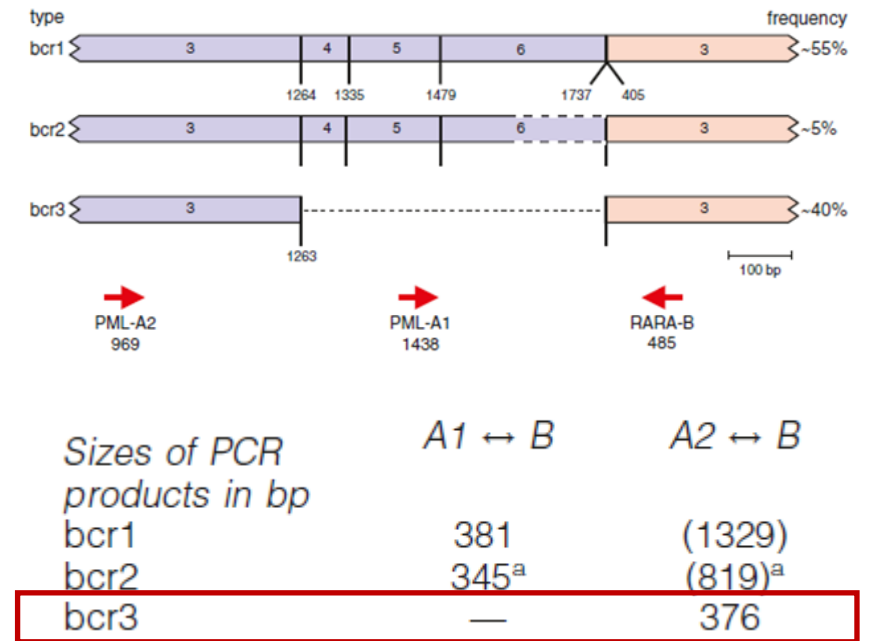 type frequency
bcr1 3 4 5 6 3 ~55%
1264 1335 1479 1737 405
bcr2 3 4 5 6 3 ~5%
bcr3 3 3 ~40%
1263
100 bp
PML-A2 PML-A1 RARA-B
969 1438 485
Sizes of PCR A1 ↔ B A2 ↔ B
products in bp
bcr1 381 (1329)
bcr2 345ᵃ (819)ᵃ
bcr3 — 376